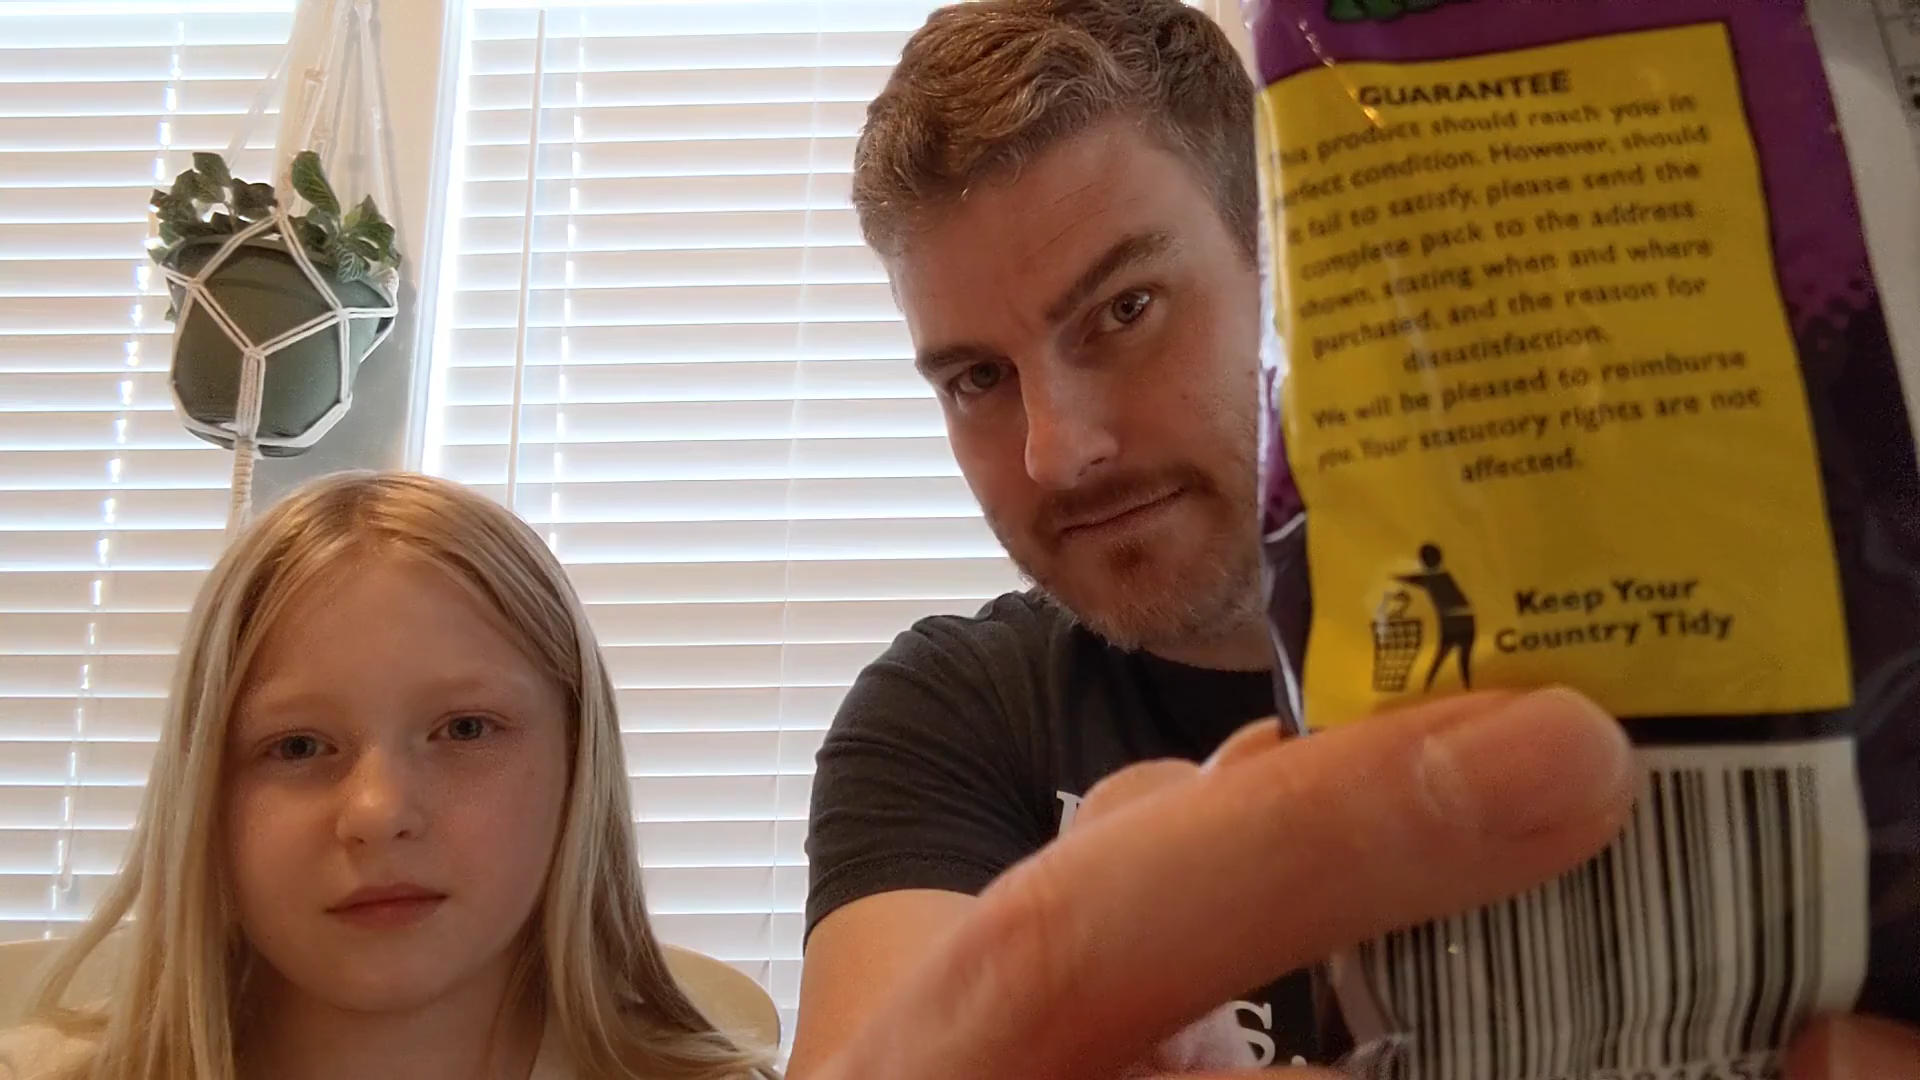 GUARANTEE
This product should reach you in
perfect condition. However, should
it fail to satisfy, please send the
complete pack to the address
shown, stating when and where
purchased, and the reason for
dissatisfaction.
We will be pleased to reimburse
you. Your statutory rights are not
affected.
Keep Your
Country Tidy
S.